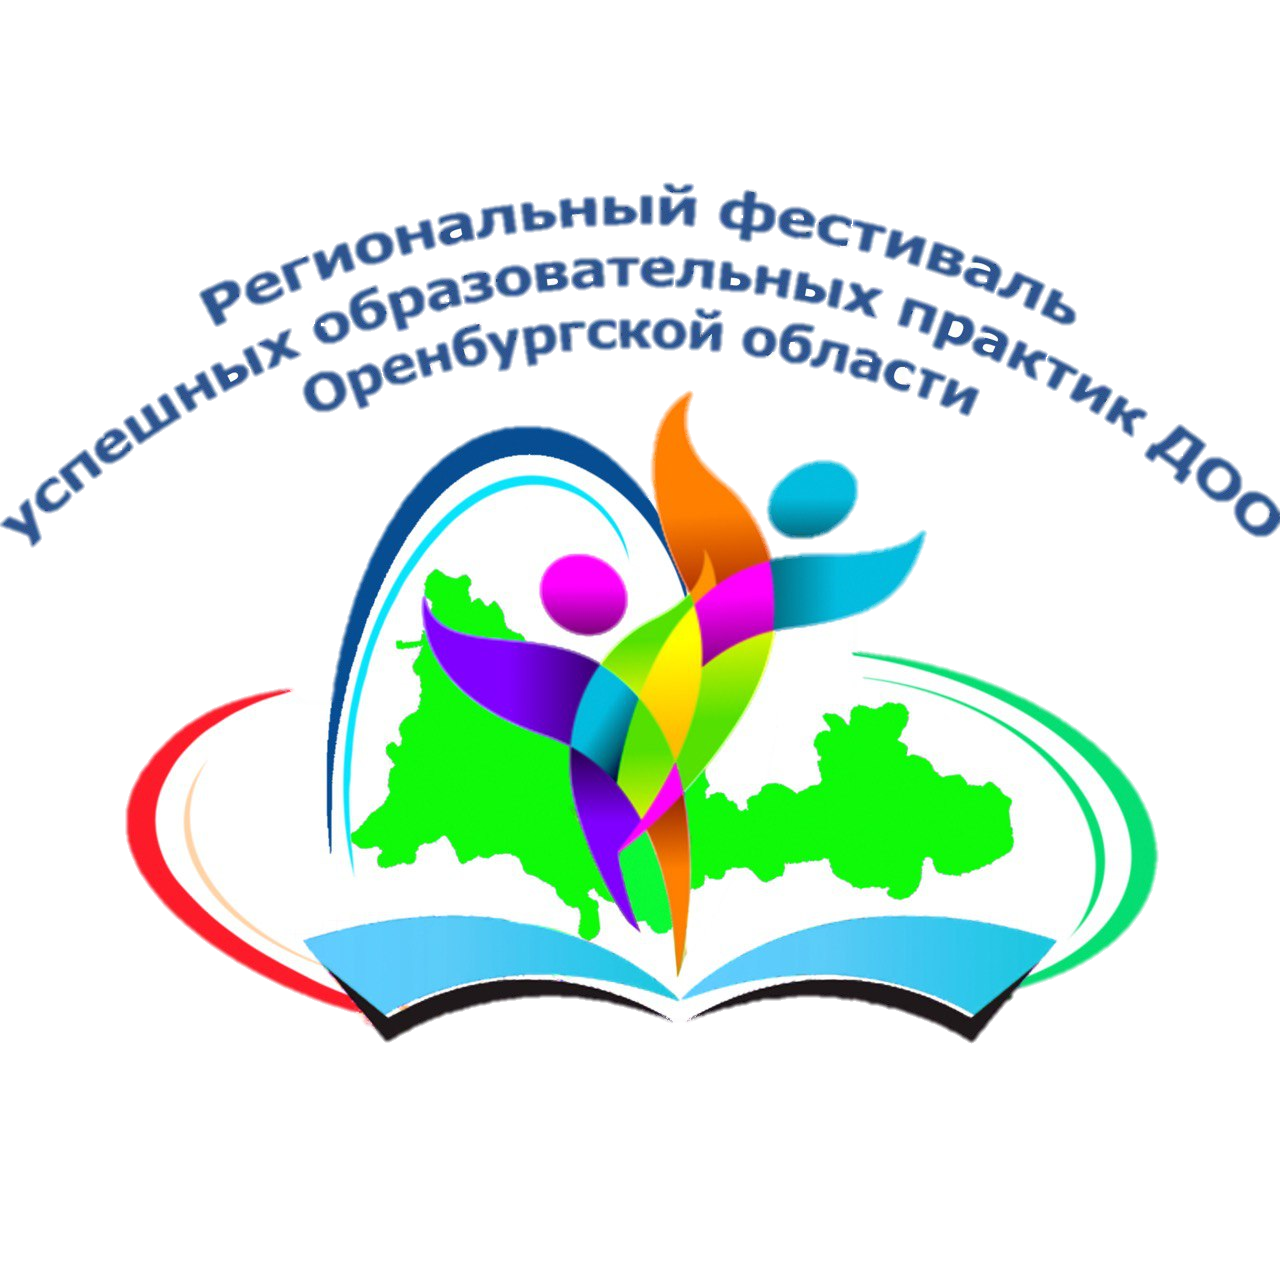 Региональный фестиваль
успешных образовательных практик ДОО
Оренбургской области